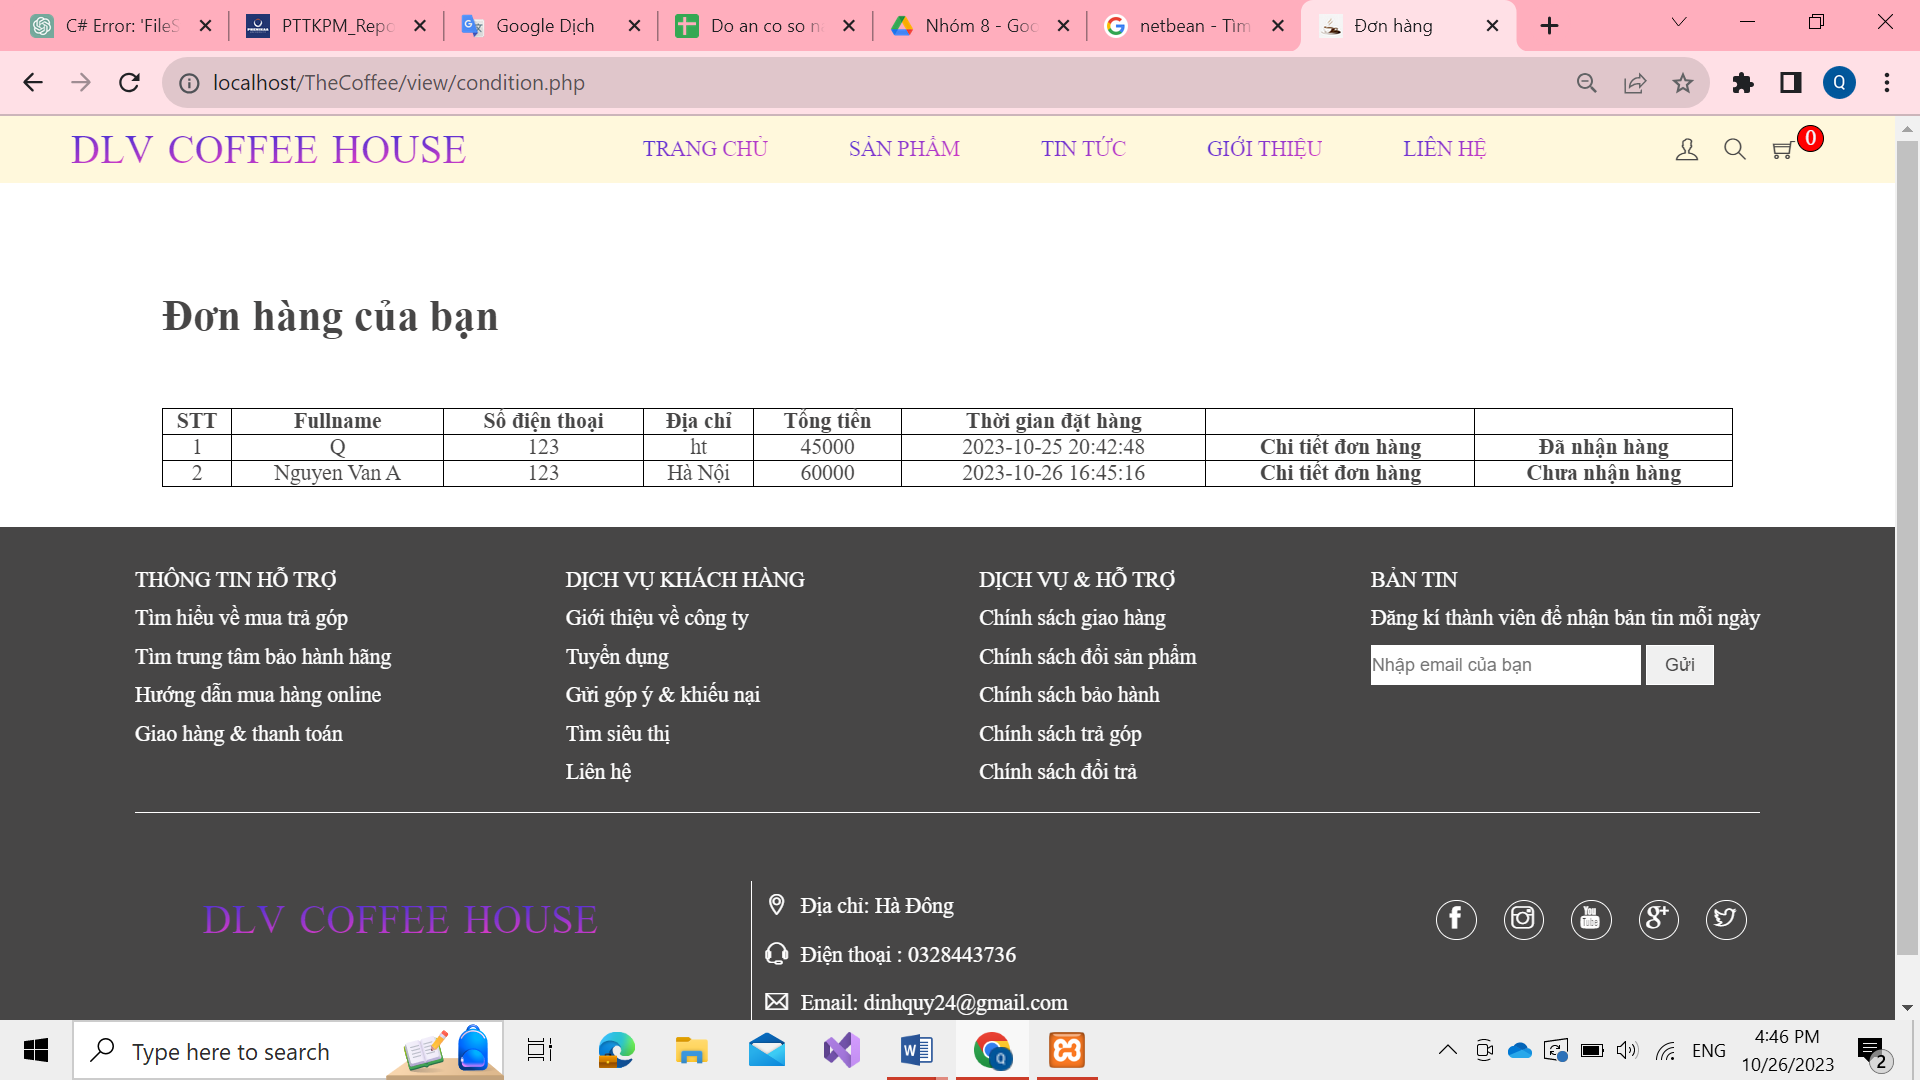 C# Error: 'FileS
PTTKPM_Repo
Google Dịch
Do an co so n
Nhóm 8 - Goo
netbean - Tìm
Đơn hàng
localhost/TheCoffee/view/condition.php
Q
DLV COFFEE HOUSE
TRANG CHỦ
SẢN PHẨM
TIN TỨC
GIỚI THIỆU
LIÊN HỆ
0
Đơn hàng của bạn
STT Fullname Số điện thoại Địa chỉ Tổng tiền Thời gian đặt hàng
1 Q 123 ht 45000 2023-10-25 20:42:48 Chi tiết đơn hàng Đã nhận hàng
2 Nguyen Van A 123 Hà Nội 60000 2023-10-26 16:45:16 Chi tiết đơn hàng Chưa nhận hàng
THÔNG TIN HỖ TRỢ
Tìm hiểu về mua trả góp
Tìm trung tâm bảo hành hãng
Hướng dẫn mua hàng online
Giao hàng & thanh toán
DỊCH VỤ KHÁCH HÀNG
Giới thiệu về công ty
Tuyển dụng
Gửi góp ý & khiếu nại
Tìm siêu thị
Liên hệ
DỊCH VỤ & HỖ TRỢ
Chính sách giao hàng
Chính sách đổi sản phẩm
Chính sách bảo hành
Chính sách trả góp
Chính sách đổi trả
BẢN TIN
Đăng kí thành viên để nhận bản tin mỗi ngày
Nhập email của bạn
Gửi
DLV COFFEE HOUSE
Địa chỉ: Hà Đông
Điện thoại : 0328443736
Email: dinhquy24@gmail.com
Type here to search
ENG
4:46 PM
10/26/2023
2